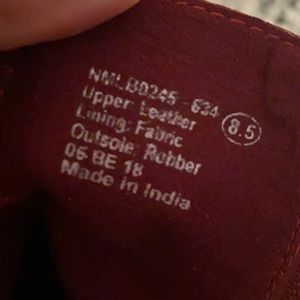 NMLB0245 - 634
8.5
Upper: Leather
Lining: Fabric
Outsole: Rubber
06 BE 18
Made in India